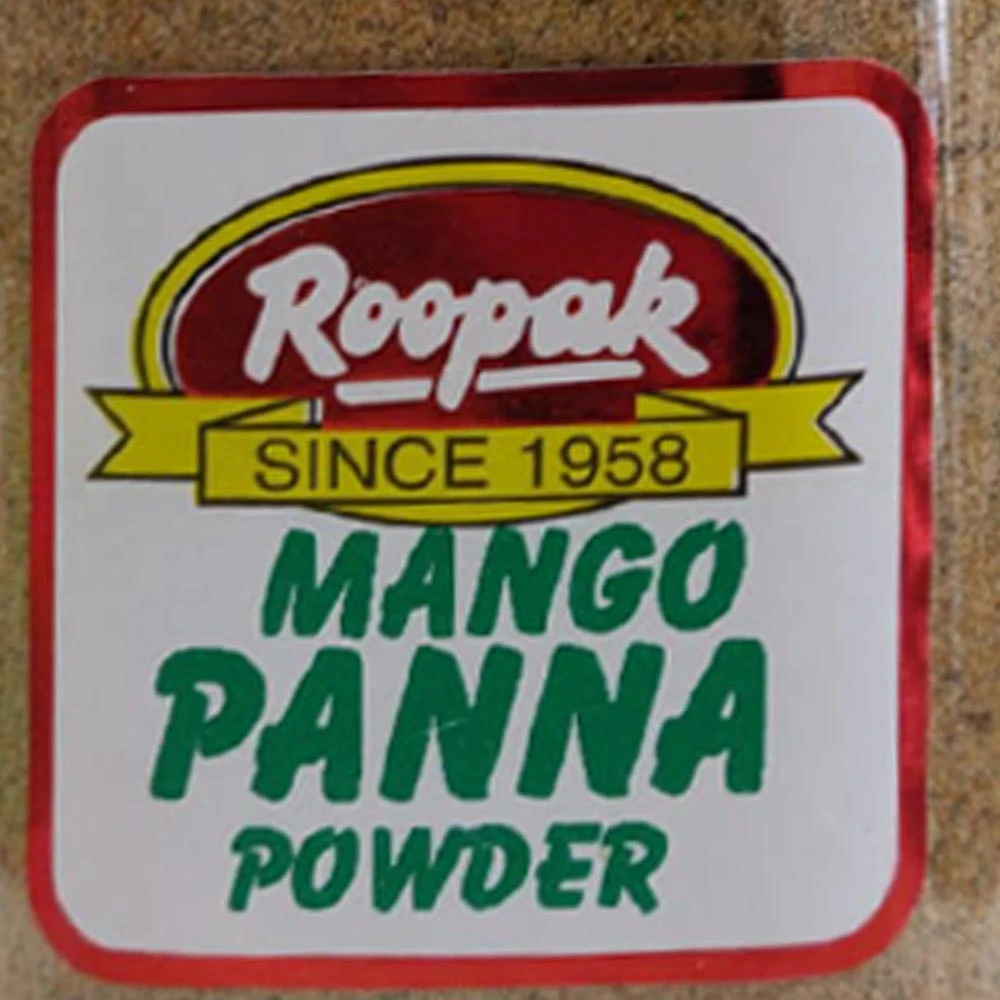 Roopak
SINCE 1958
MANGO
PANNA
POWDER